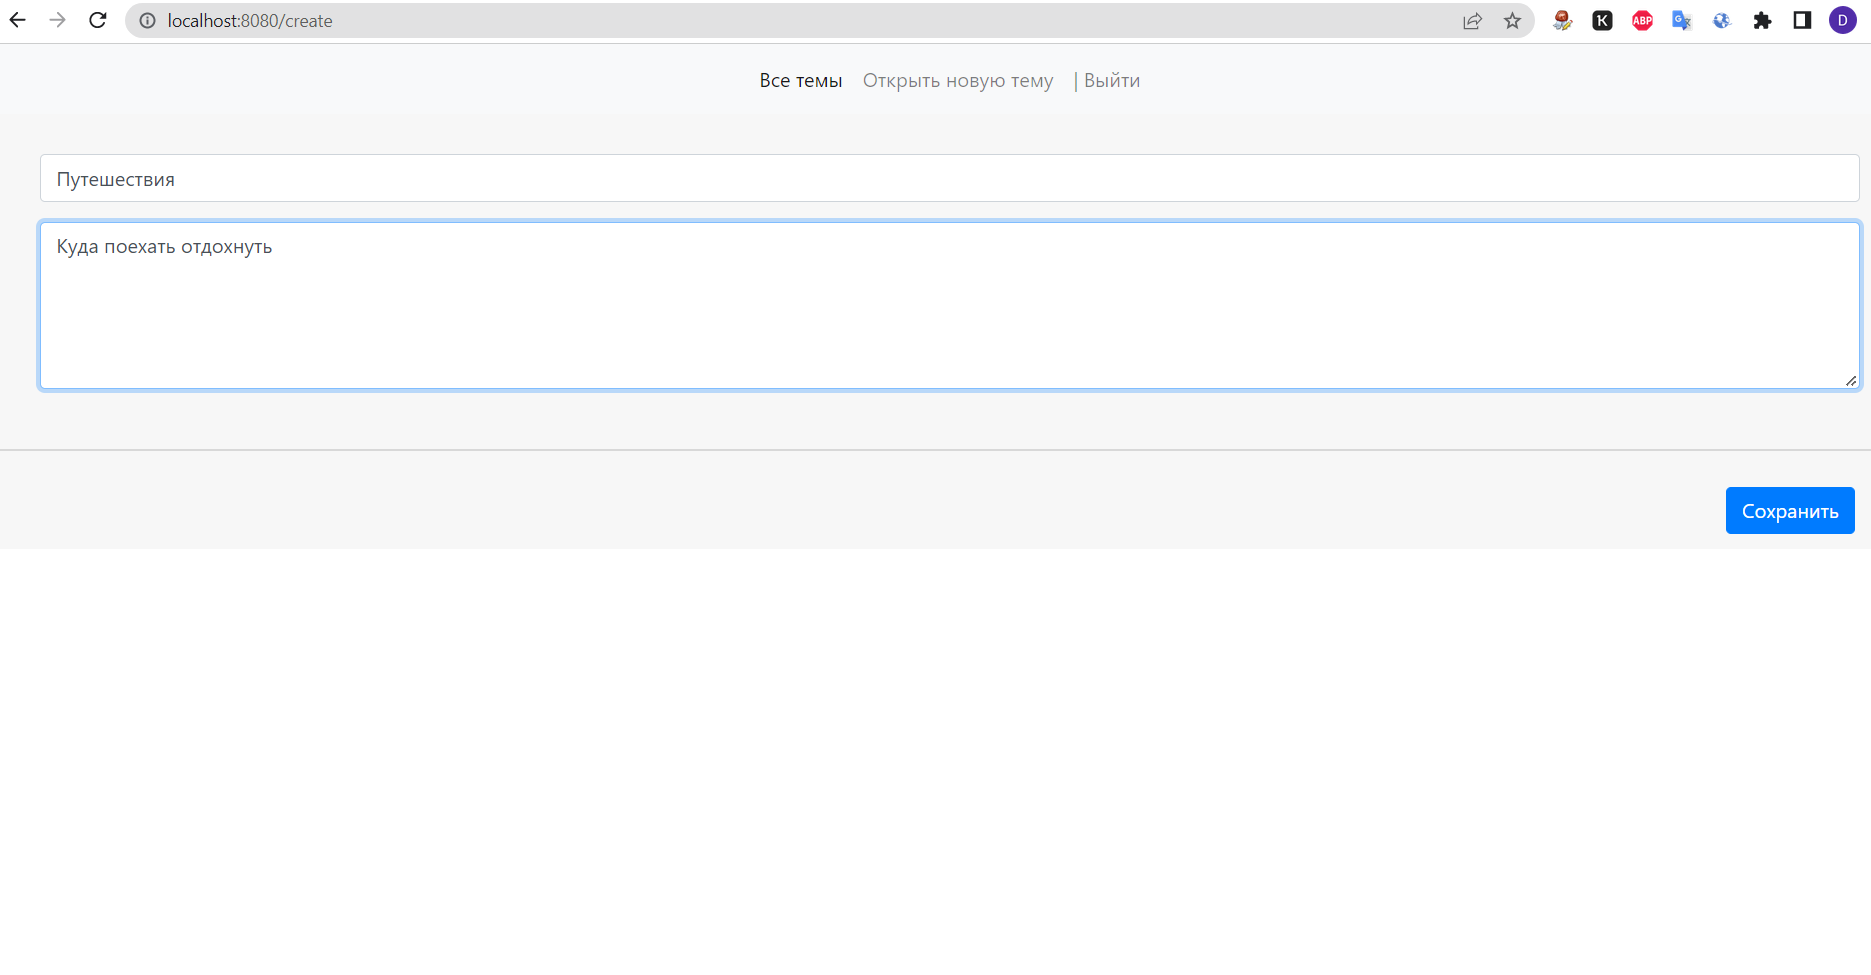 localhost:8080/create
K ABP G D
Все темы Открыть новую тему | Выйти
Путешествия
Куда поехать отдохнуть
Сохранить